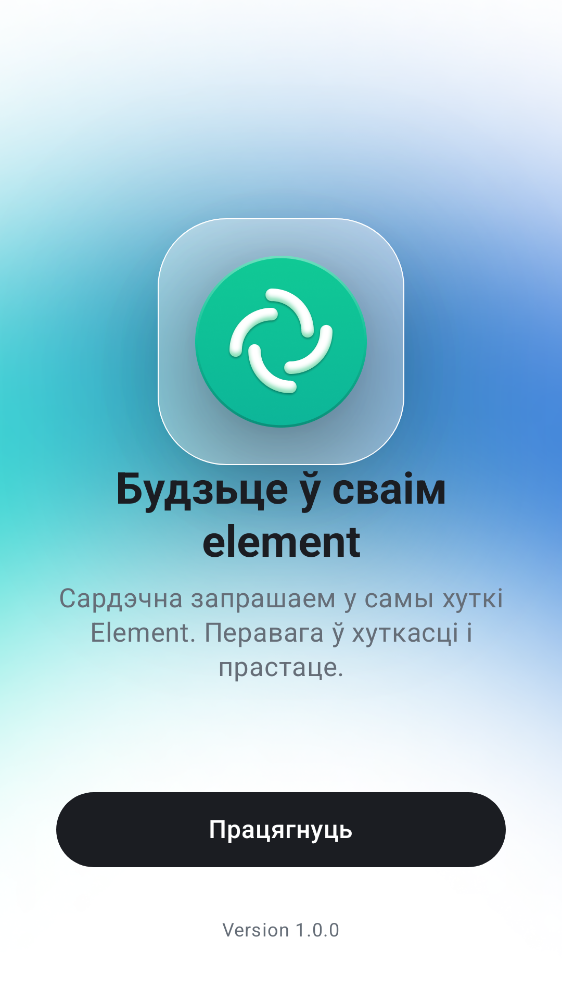 Будзьце ў сваім
element
Сардэчна запрашаем у самы хуткі
Element. Перавага ў хуткасці і
прастаце.
Працягнуць
Version 1.0.0